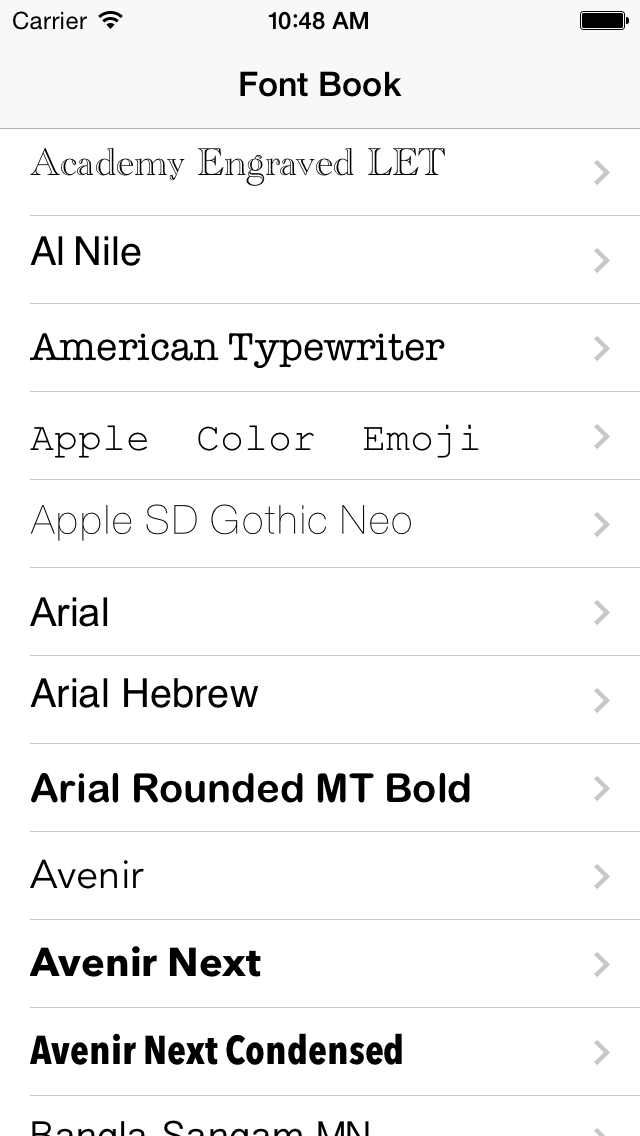 Carrier 10:48 AM
Font Book
Academy Engraved LET
Al Nile
American Typewriter
Apple Color Emoji
Apple SD Gothic Neo
Arial
Arial Hebrew
Arial Rounded MT Bold
Avenir
Avenir Next
Avenir Next Condensed
Bangla Sangam MN